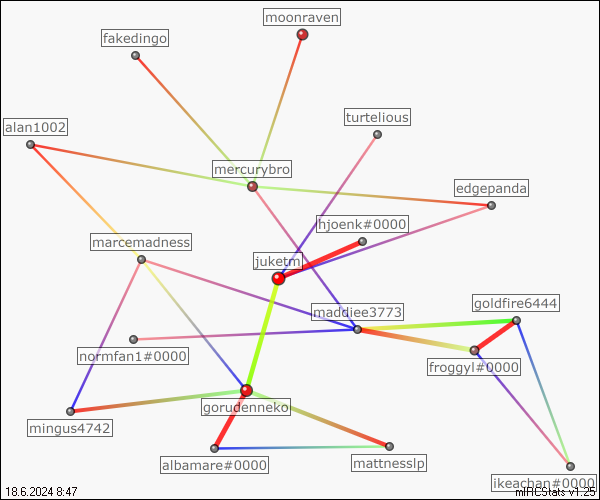 moonraven
fakedingo
turtelious
alan1002
mercurybro
edgepanda
hjoenk#0000
marcemadness
juketm
goldfire6444
maddiee3773
normfan1#0000
froggyl#0000
gorudenneko
mingus4742
albamare#0000
mattnesslp
ikeachan#0000
18.6.2024 8:47
mIRCStats v1.25